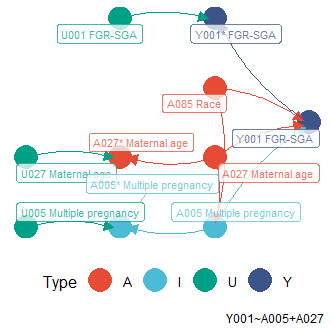 U001 FGR-SGA
Y001* FGR-SGA
A085 Race
Y001 FGR-SGA
A027* Maternal age
U027 Maternal age
A027 Maternal age
A005* Multiple pregnancy
U005 Multiple pregnancy
A005 Multiple pregnancy
Type A I U Y
Y001~A005+A027